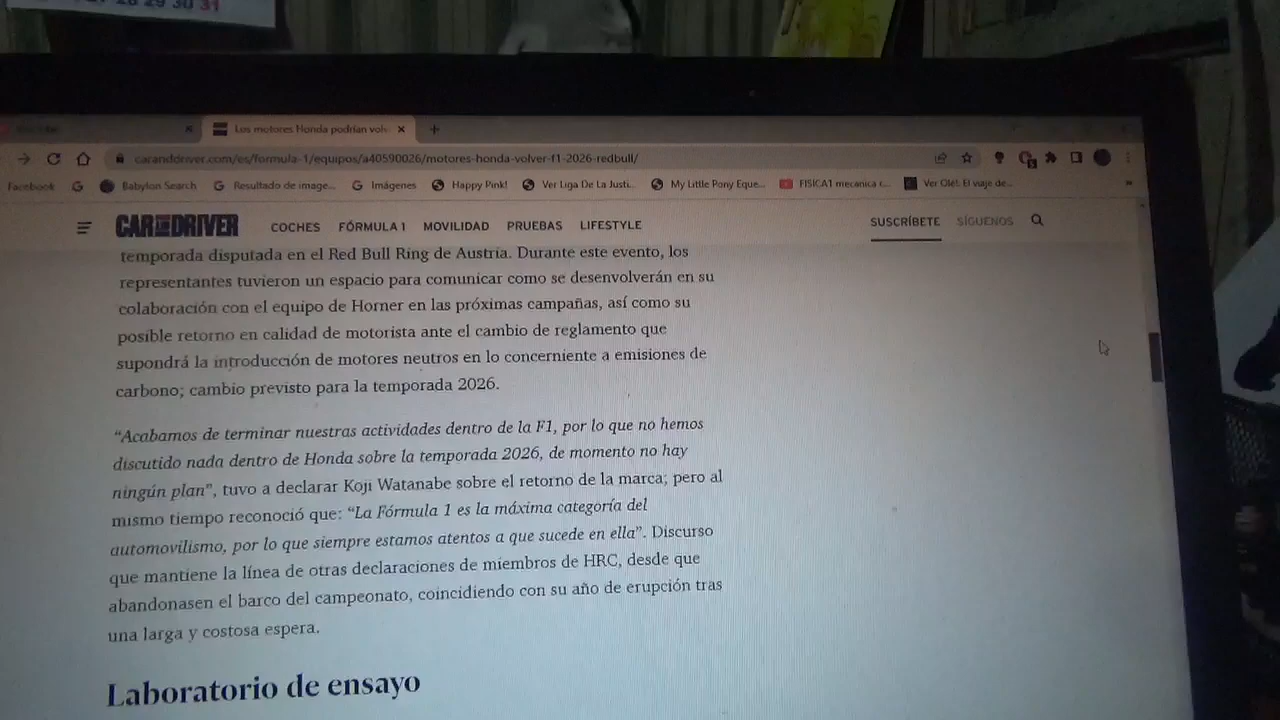 28 29 30 31
Los motores Honda podrían volv
caranddriver.com/es/formula-1/equipos/a40590026/motores-honda-volver-f1-2026-redbull/
Facebook Babylon Search Resultado de image... Imágenes Happy Pink! Ver Liga De La Justi... My Little Pony Eque... FISICA1 mecanica c... Ver Olé!: El viaje de... »
CAR AND DRIVER COCHES FÓRMULA 1 MOVILIDAD PRUEBAS LIFESTYLE SUSCRÍBETE SÍGUENOS
temporada disputada en el Red Bull Ring de Austria. Durante este evento, los
representantes tuvieron un espacio para comunicar como se desenvolverán en su
colaboración con el equipo de Horner en las próximas campañas, así como su
posible retorno en calidad de motorista ante el cambio de reglamento que
supondrá la introducción de motores neutros en lo concerniente a emisiones de
carbono; cambio previsto para la temporada 2026.
“Acabamos de terminar nuestras actividades dentro de la F1, por lo que no hemos
discutido nada dentro de Honda sobre la temporada 2026, de momento no hay
ningún plan”, tuvo a declarar Koji Watanabe sobre el retorno de la marca; pero al
mismo tiempo reconoció que: “La Fórmula 1 es la máxima categoría del
automovilismo, por lo que siempre estamos atentos a que sucede en ella”. Discurso
que mantiene la línea de otras declaraciones de miembros de HRC, desde que
abandonasen el barco del campeonato, coincidiendo con su año de erupción tras
una larga y costosa espera.
Laboratorio de ensayo